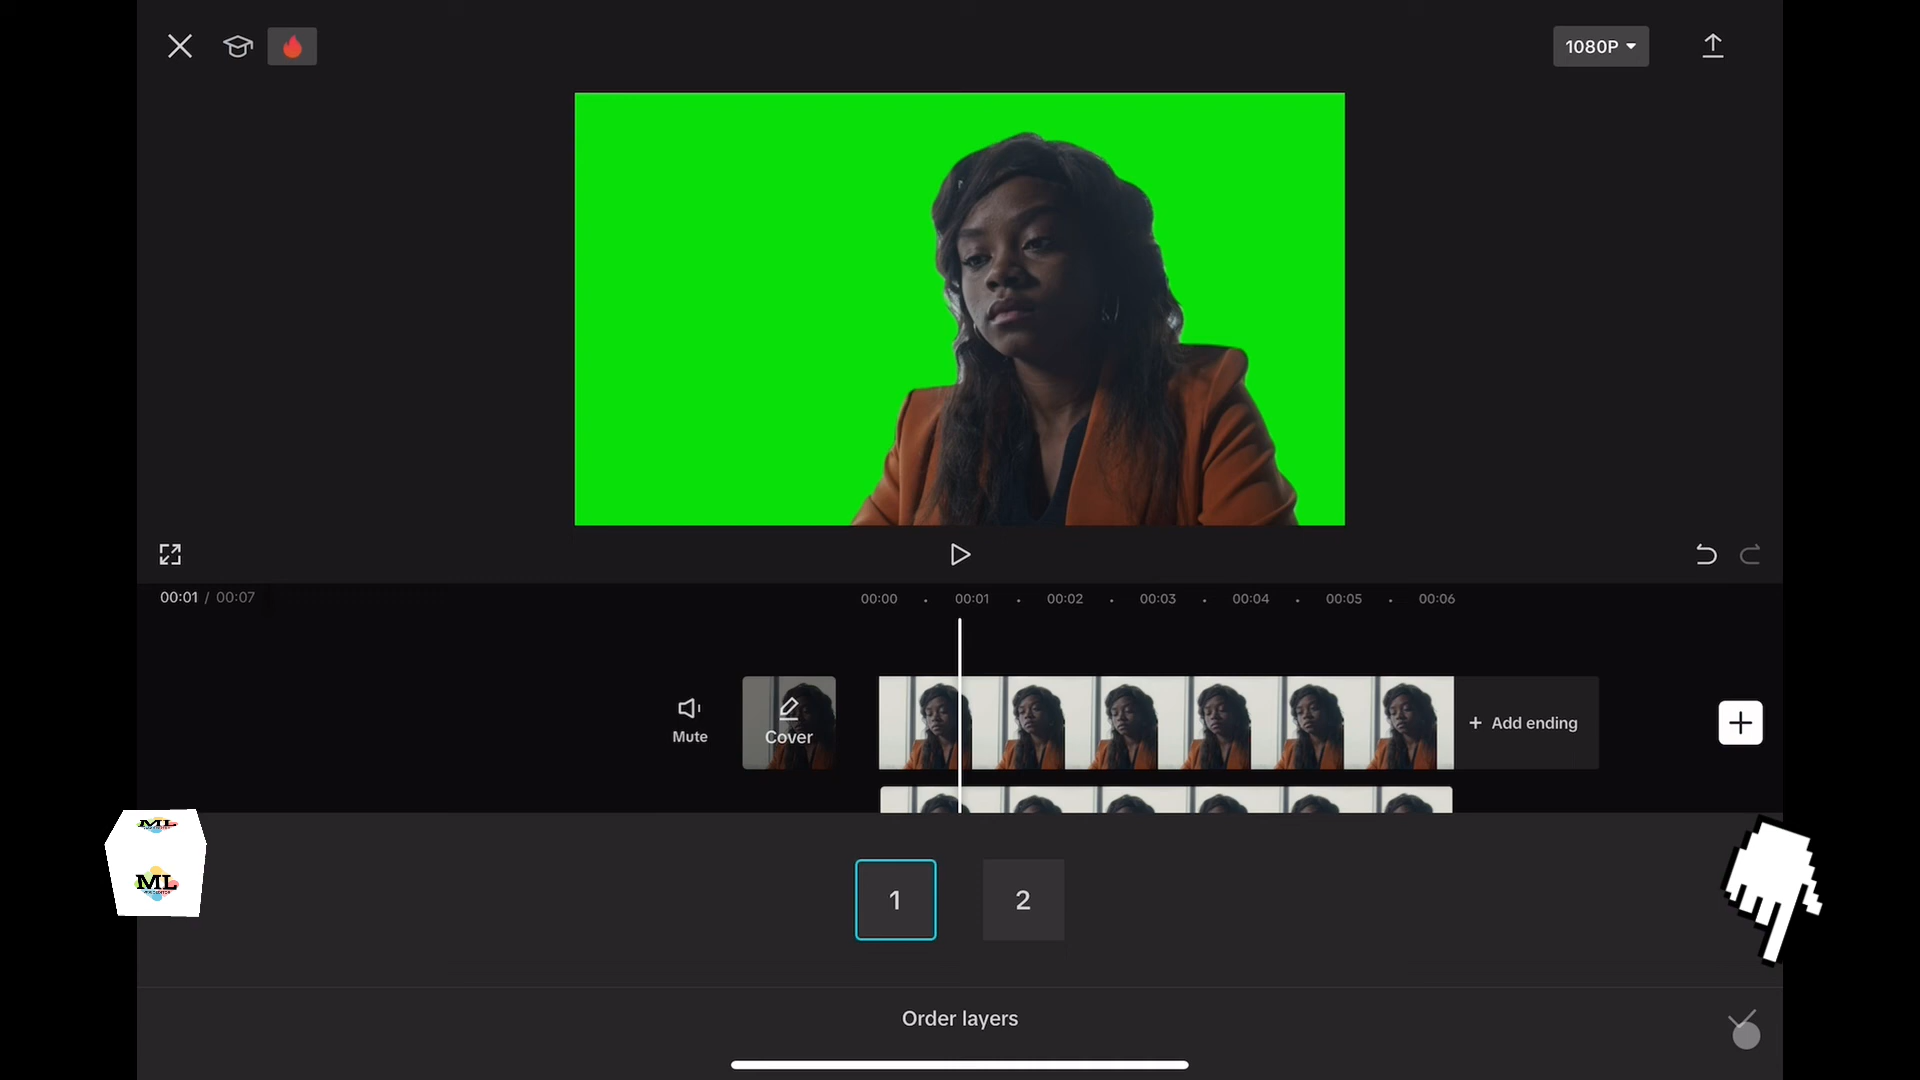 1080P
00:01 / 00:07
00:00 00:01 00:02 00:03 00:04 00:05 00:06
Mute
Cover
+ Add ending
ML
ML
1
2
Order layers